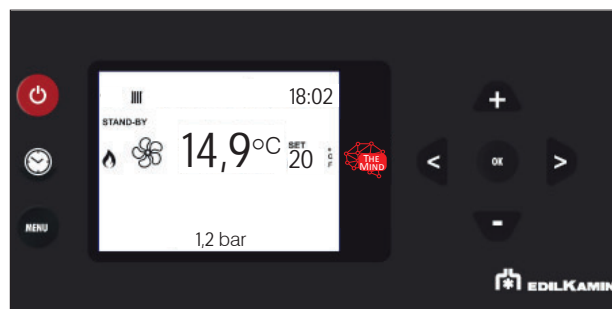 18:02
STAND-BY
14,9°C
SET
20
°C
F
THE
MIND
1,2 bar
MENU
+
<
OK
>
-
EDILKAMIN